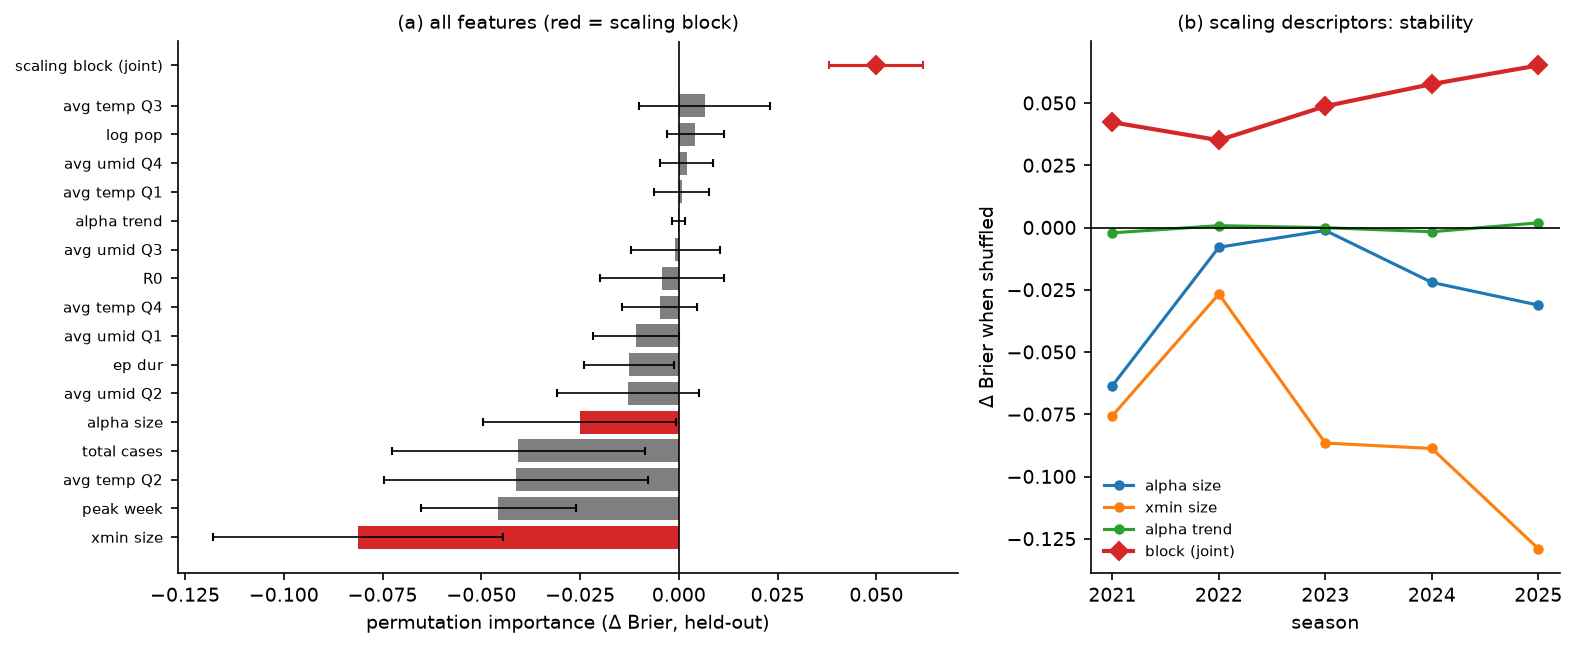 (a) all features (red = scaling block)
scaling block (joint)
avg temp Q3
log pop
avg umid Q4
avg temp Q1
alpha trend
avg umid Q3
R0
avg temp Q4
avg umid Q1
ep dur
avg umid Q2
alpha size
total cases
avg temp Q2
peak week
xmin size
−0.125 −0.100 −0.075 −0.050 −0.025 0.000 0.025 0.050
permutation importance (Δ Brier, held-out)
(b) scaling descriptors: stability
Δ Brier when shuffled
0.050
0.025
0.000
−0.025
−0.050
−0.075
−0.100
−0.125
alpha size
xmin size
alpha trend
block (joint)
2021 2022 2023 2024 2025
season